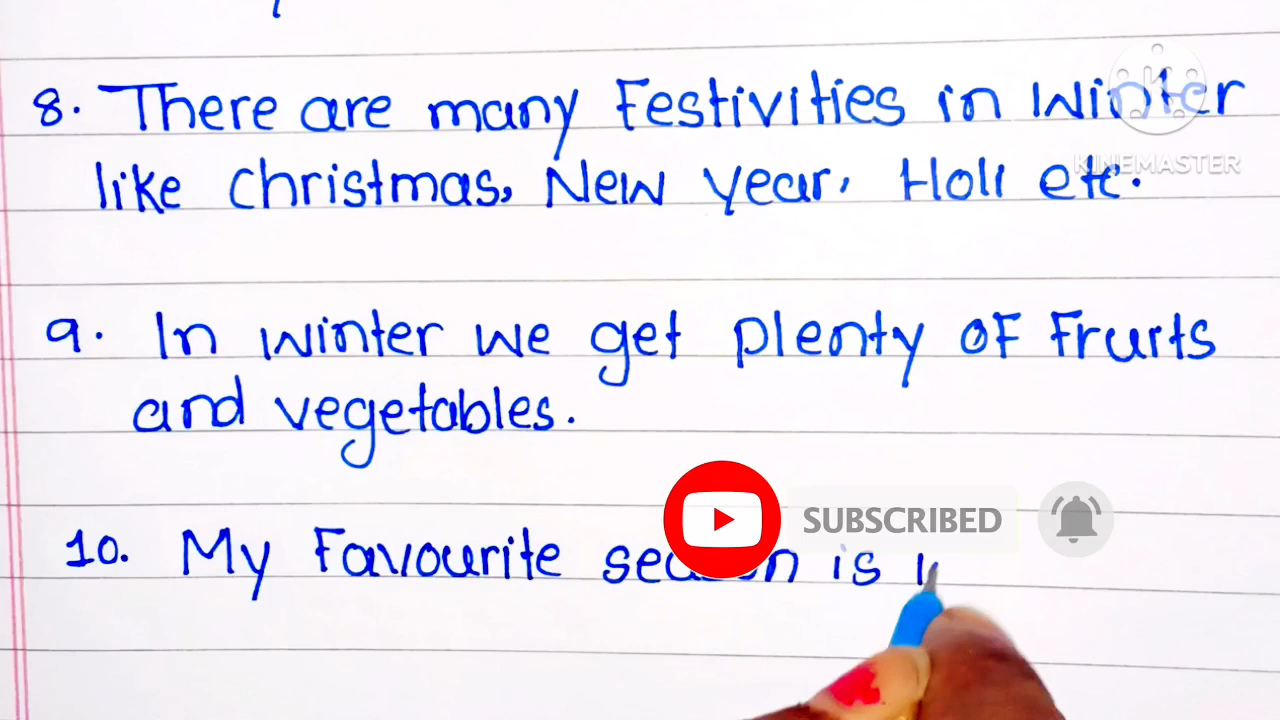 8. There are many Festivities in Winter
KINEMASTER
like christmas, New year, Holi etc.
9. In winter we get plenty of Fruits
and vegetables.
SUBSCRIBED
10. My Favourite season is